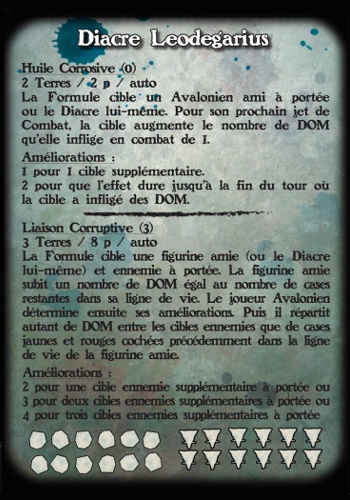 Diacre Leodegarius
Huile Corrosive (0)
2 Terres / 2 p / auto
La Formule cible un Avalonien ami à portée
ou le Diacre lui-même. Pour son prochain jet de
Combat, la cible augmente le nombre de DOM
qu'elle inflige en combat de 1.
Améliorations :
1 pour 1 cible supplémentaire.
2 pour que l'effet dure jusqu'à la fin du tour où
la cible a infligé des DOM.
Liaison Corruptive (3)
3 Terres / 8 p / auto
La Formule cible une figurine amie (ou le Diacre
lui-même) et ennemie à portée. La figurine amie
subit un nombre de DOM égal au nombre de cases
restantes dans sa ligne de vie. Le joueur Avalonien
détermine ensuite ses améliorations. Puis il répartit
autant de DOM entre les cibles ennemies que de cases
jaunes et rouges cochées précédemment dans la ligne
de vie de la figurine amie.
Améliorations :
2 pour une cible ennemie supplémentaire à portée ou
3 pour deux cibles ennemies supplémentaires à portée ou
4 pour trois cibles ennemies supplémentaires à portée